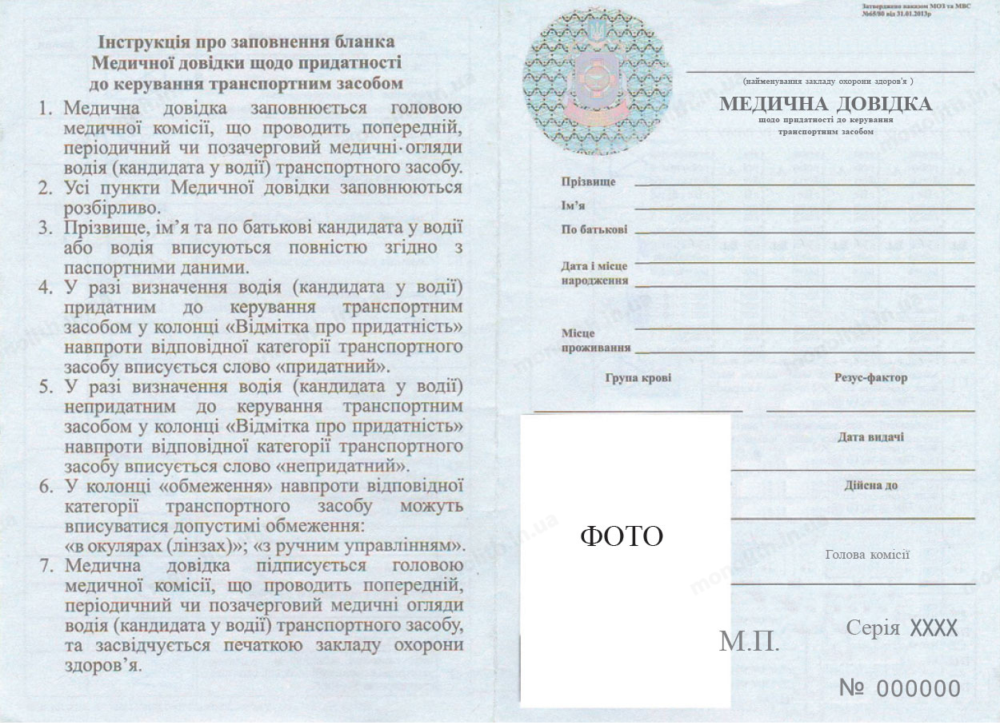 Інструкція про заповнення бланка
Медичної довідки щодо придатності
до керування транспортним засобом
1. Медична довідка заповнюється головою
медичної комісії, що проводить попередній,
періодичний чи позачерговий медичні огляди
водія (кандидата у водії) транспортного засобу.
2. Усі пункти Медичної довідки заповнюються
розбірливо.
3. Прізвище, ім’я та по батькові кандидата у водії
або водія вписуються повністю згідно з
паспортними даними.
4. У разі визначення водія (кандидата у водії)
придатним до керування транспортним
засобом у колонці «Відмітка про придатність»
навпроти відповідної категорії транспортного
засобу вписується слово «придатний».
5. У разі визначення водія (кандидата у водії)
непридатним до керування транспортним
засобом у колонці «Відмітка про придатність»
навпроти відповідної категорії транспортного
засобу вписується слово «непридатний».
6. У колонці «обмеження» навпроти відповідної
категорії транспортного засобу можуть
вписуватися допустимі обмеження:
«в окулярах (лінзах)»; «з ручним управлінням».
7. Медична довідка підписується головою
медичної комісії, що проводить попередній,
періодичний чи позачерговий медичні огляди
водія (кандидата у водії) транспортного засобу,
та засвідчується печаткою закладу охорони
здоров’я.
Затверджено наказом МОЗ та МВС
№65/80 від 31.01.2013р
(найменування закладу охорони здоров'я )
МЕДИЧНА ДОВІДКА
щодо придатності до керування
транспортним засобом
Прізвище
Ім’я
По батькові
Дата і місце
народження
Місце
проживання
Група крові
Резус-фактор
Дата видачі
Дійсна до
ФОТО
Голова комісії
М.П.
Серія XXXX
№ 000000